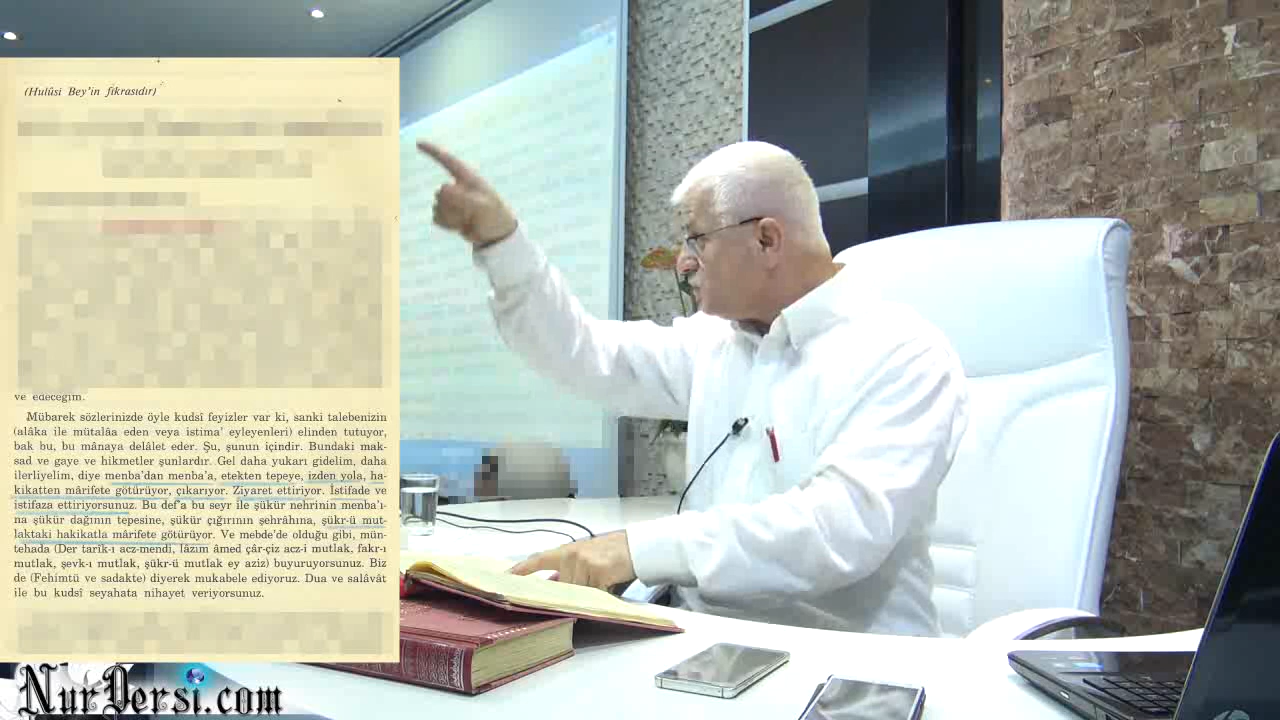 (Hulûsi Bey'in fıkrasıdır)
ve edeceğim.
Mübarek sözlerinizde öyle kudsî feyizler var ki, sanki talebenizin
(alâka ile mütalâa eden veya istima' eyleyenleri) elinden tutuyor,
bak bu, bu mânaya delâlet eder. Şu, şunun içindir. Bundaki mak-
sad ve gaye ve hikmetler şunlardır. Gel daha yukarı gidelim, daha
ilerliyelim, diye menba'dan menba'a, etekten tepeye, izden yola, ha-
kikatten mârifete götürüyor, çıkarıyor. Ziyaret ettiriyor. İstifade ve
istifaza ettiriyorsunuz. Bu def'a bu seyr ile şükür nehrinin menba'ı-
na şükür dağının tepesine, şükür çığırının şehrâhına, şükr-ü mut-
laktaki hakikatla mârifete götürüyor. Ve mebde'de olduğu gibi, mün-
tehada (Der tarîk-ı acz-mendî, lâzım âmed çâr-çiz acz-i mutlak, fakr-ı
mutlak, şevk-ı mutlak, şükr-ü mutlak ey aziz) buyuruyorsunuz. Biz
de (Fehimtü ve sadakte) diyerek mukabele ediyoruz. Dua ve salâvât
ile bu kudsî seyahata nihayet veriyorsunuz.
NurDersi.com